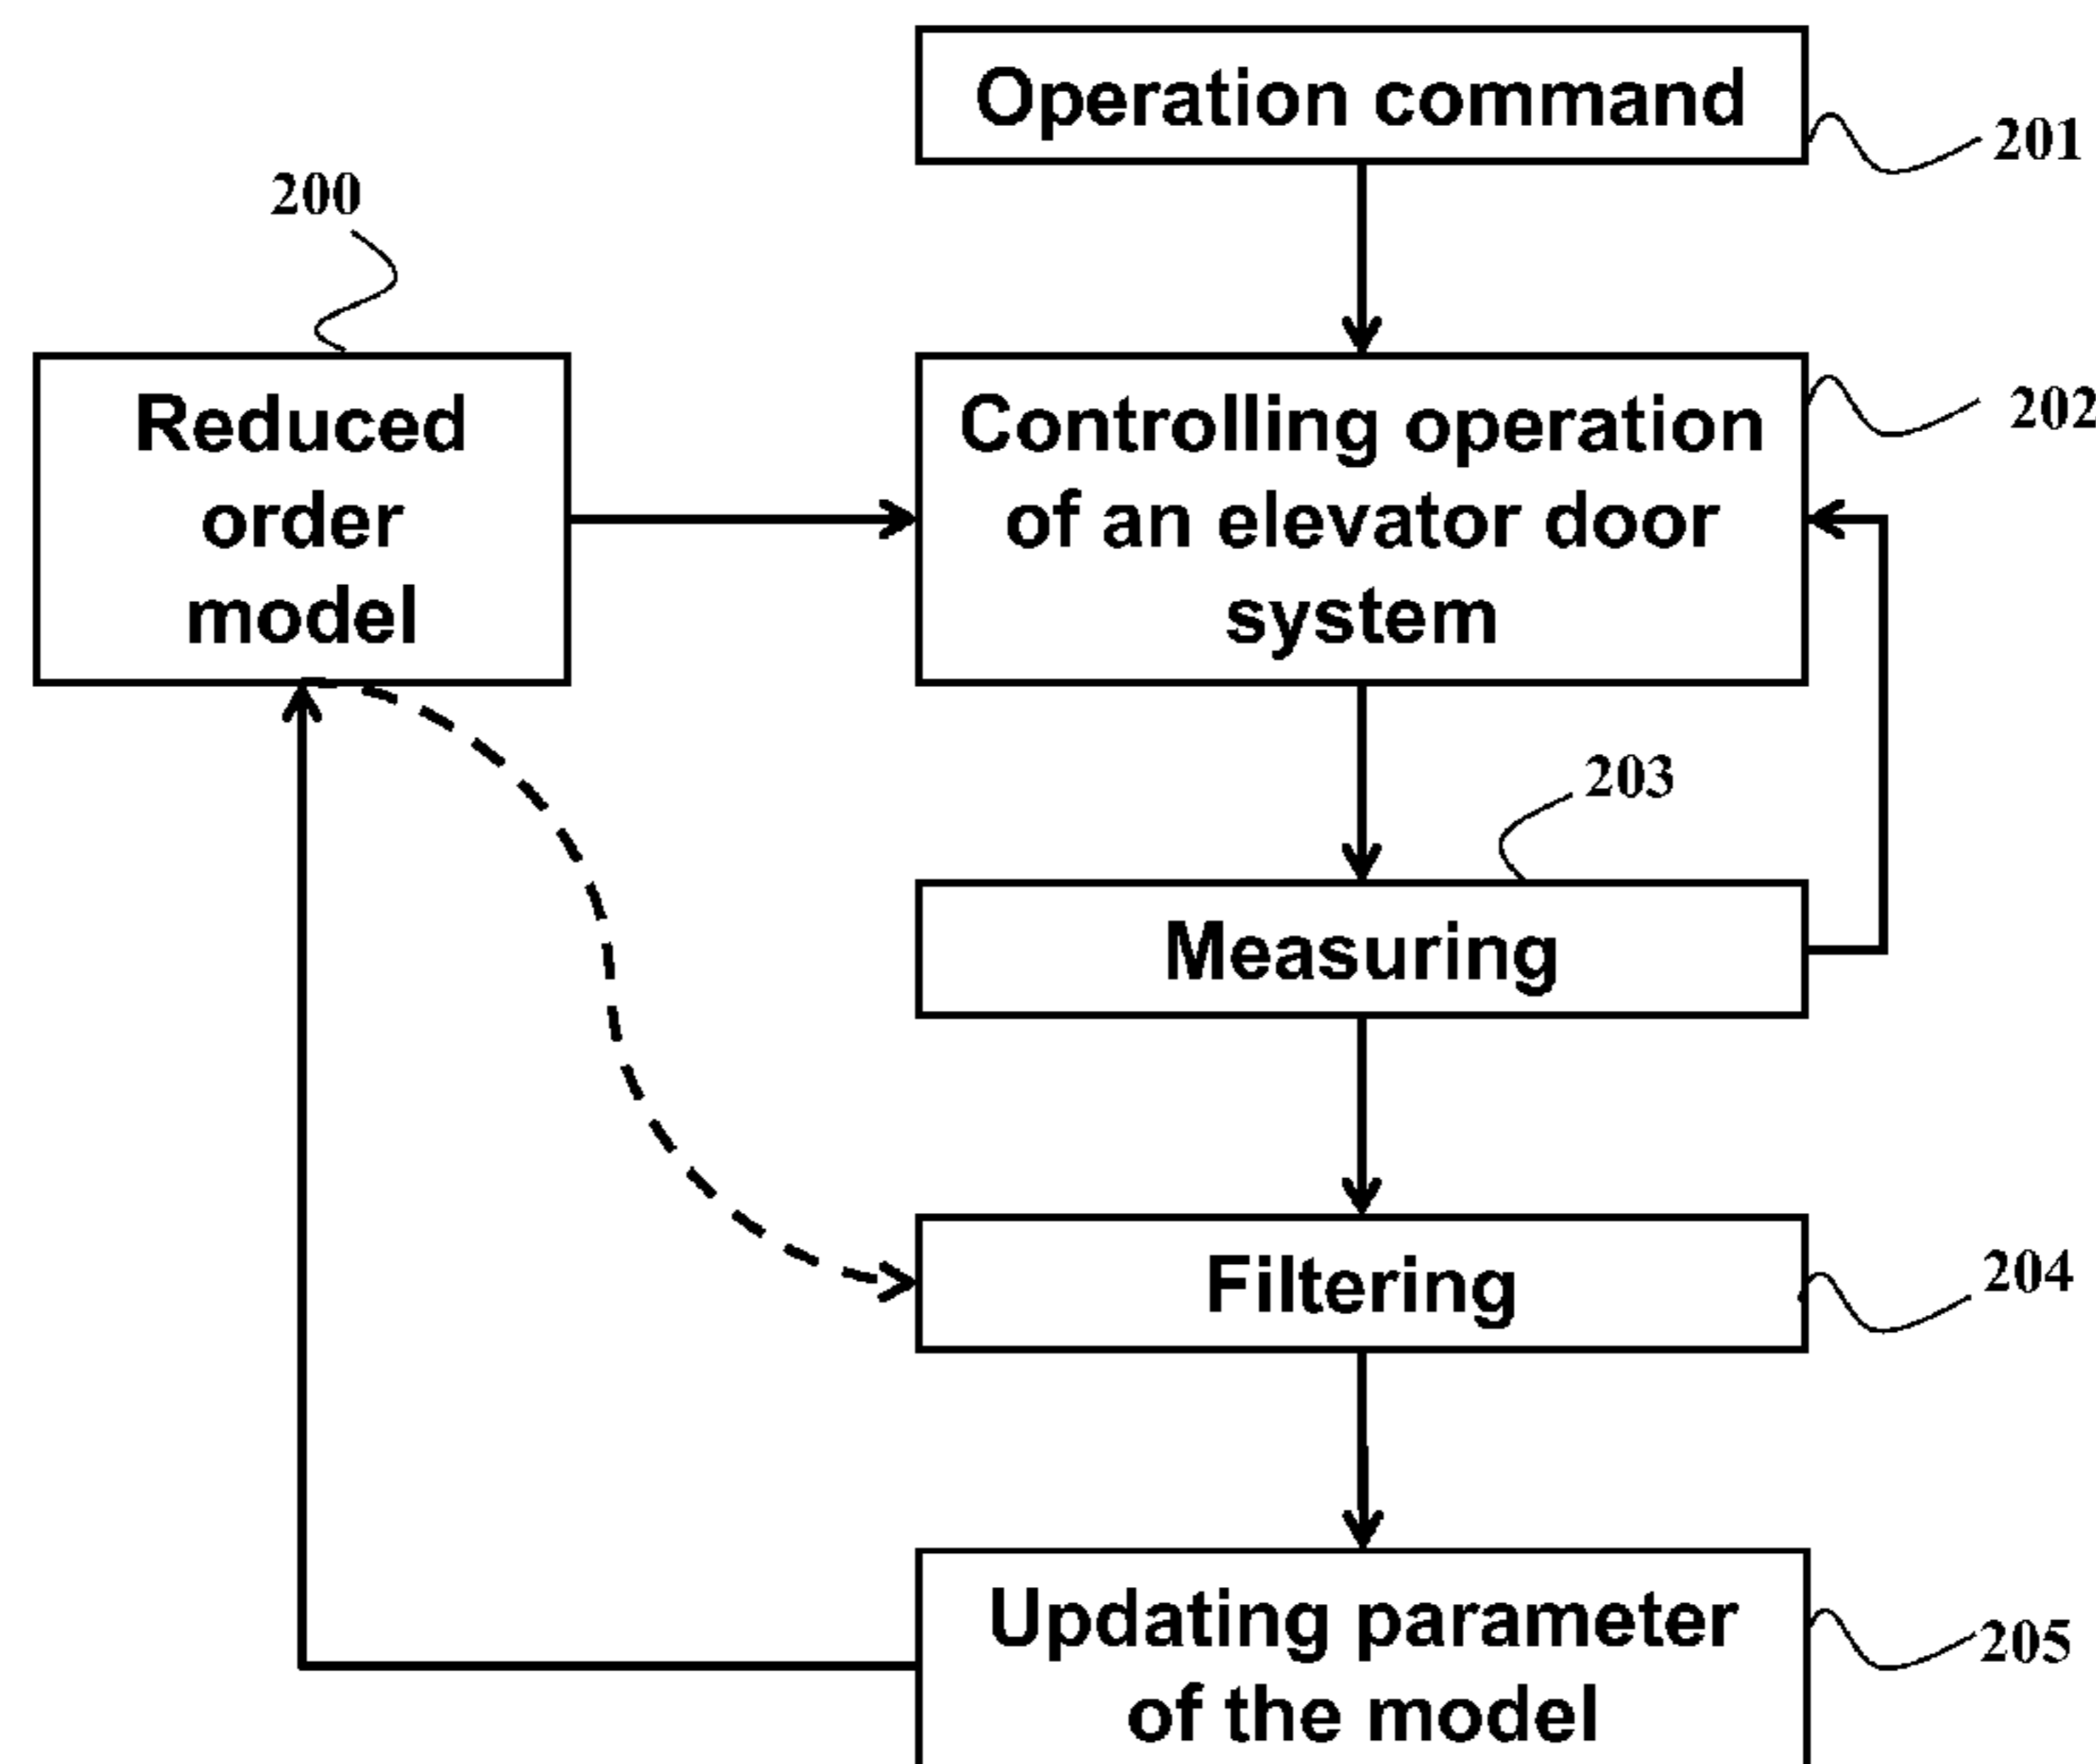 Operation command
201
200
Reduced
order
model
Controlling operation
of an elevator door
system
202
203
Measuring
Filtering
204
Updating parameter
of the model
205